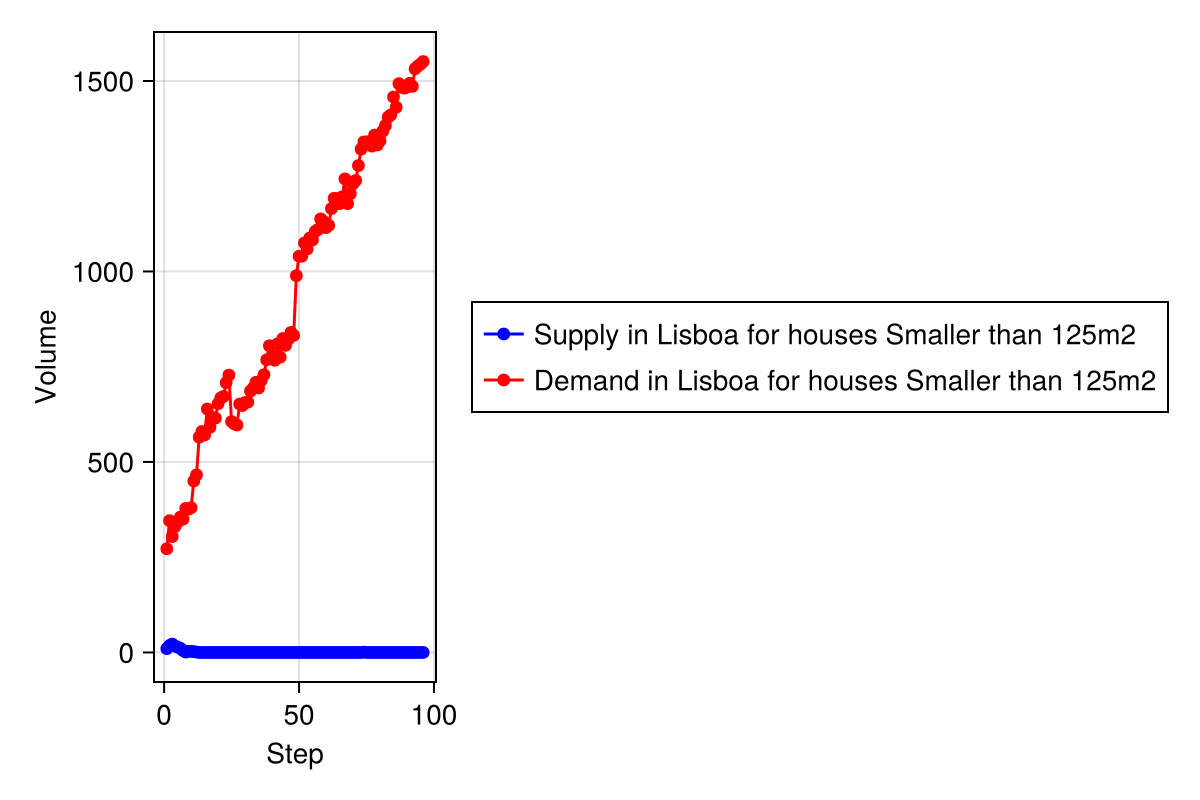 1500
1000
500
0
Volume
0 50 100
Step
Supply in Lisboa for houses Smaller than 125m2
Demand in Lisboa for houses Smaller than 125m2